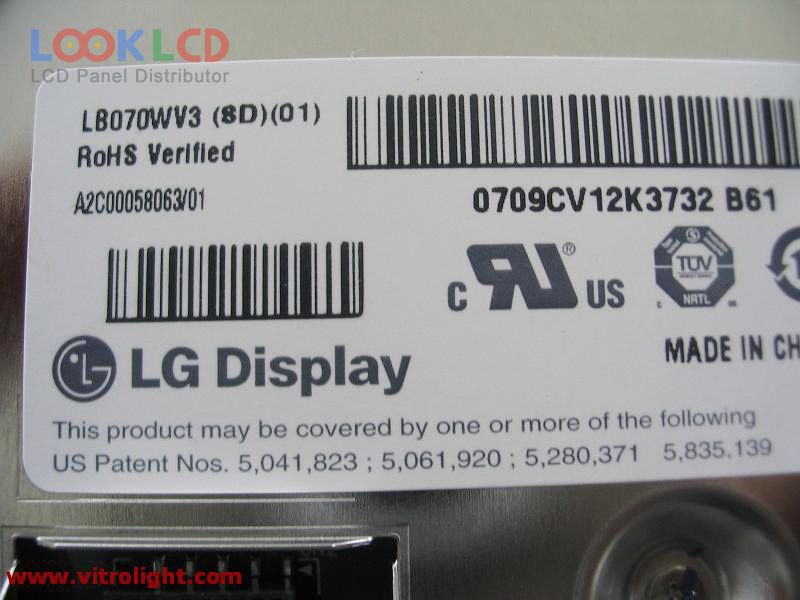 LOOKLCD
LCD Panel Distributor
LB070WV3 (SD)(01)
RoHS Verified
A2C00058063/01
0709CV12K3732 B61
C RU ® US
TÜV
NRTL
MADE IN CH
LG Display
This product may be covered by one or more of the following
US Patent Nos. 5,041,823 ; 5,061,920 ; 5,280,371 5,835,139
www.vitrolight.com